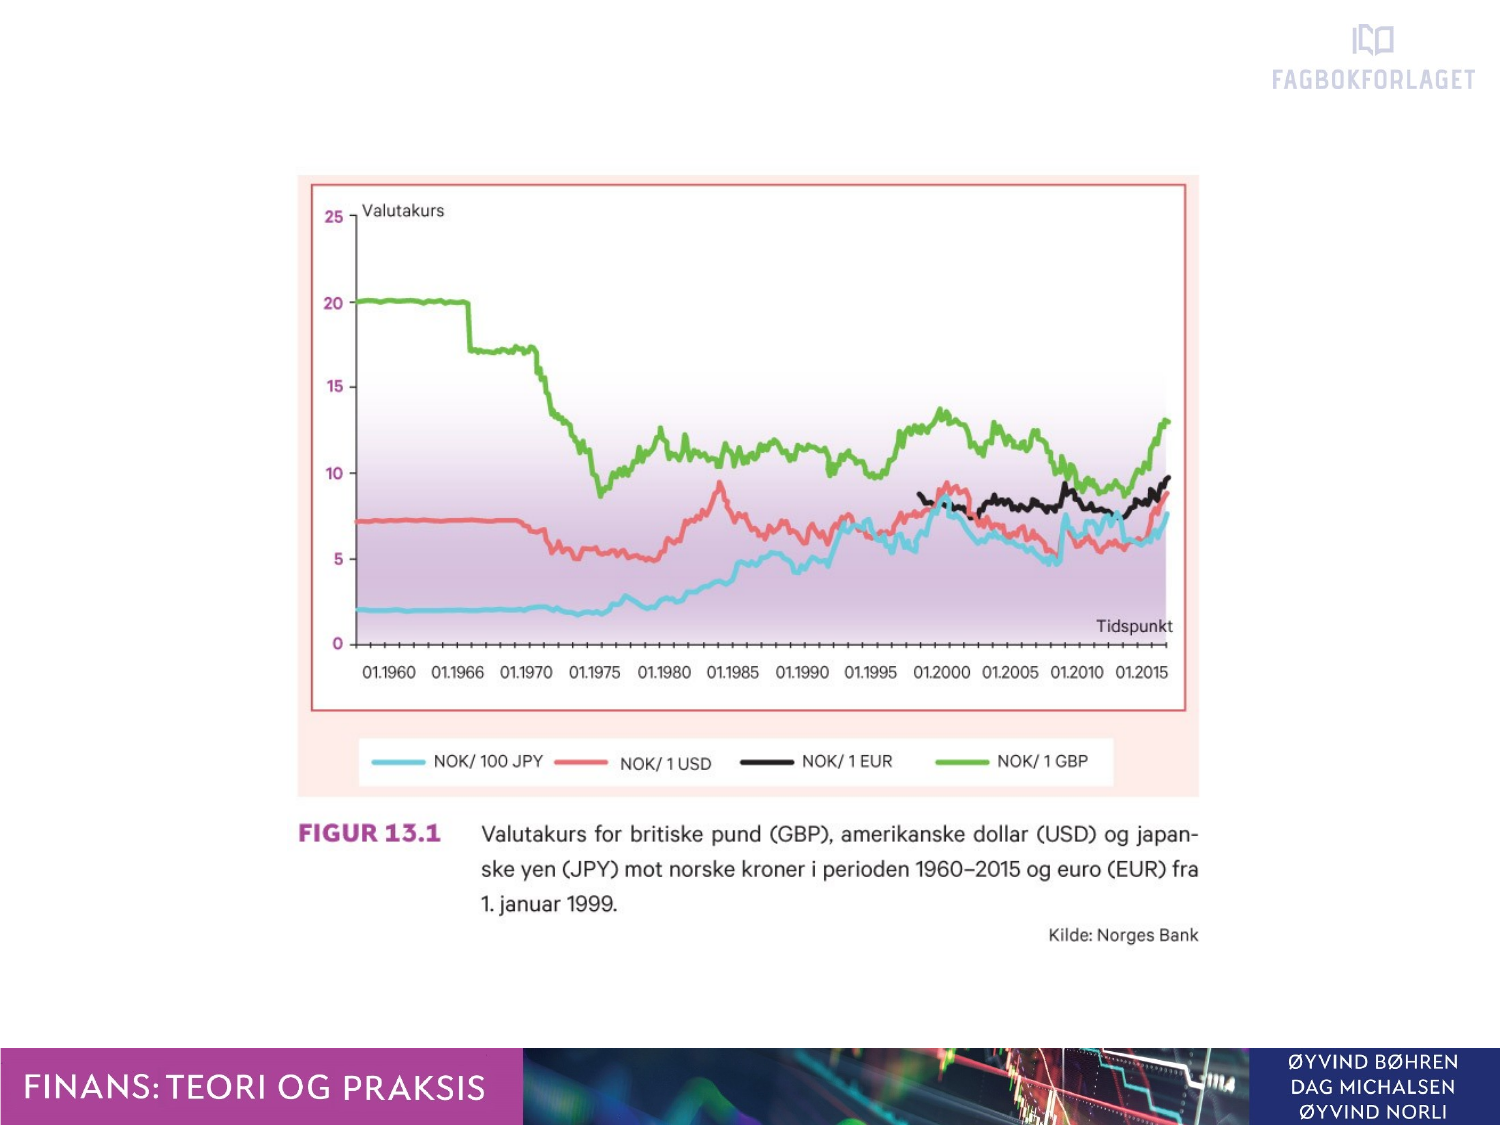 FAGBOKFORLAGET
Valutakurs
25
20
15
10
5
0
Tidspunkt
01.1960 01.1966 01.1970 01.1975 01.1980 01.1985 01.1990 01.1995 01.2000 01.2005 01.2010 01.2015
NOK/ 100 JPY NOK/ 1 USD NOK/ 1 EUR NOK/ 1 GBP
FIGUR 13.1 Valutakurs for britiske pund (GBP), amerikanske dollar (USD) og japan-
ske yen (JPY) mot norske kroner i perioden 1960–2015 og euro (EUR) fra
1. januar 1999.
Kilde: Norges Bank
FINANS: TEORI OG PRAKSIS
ØYVIND BØHREN
DAG MICHALSEN
ØYVIND NORLI